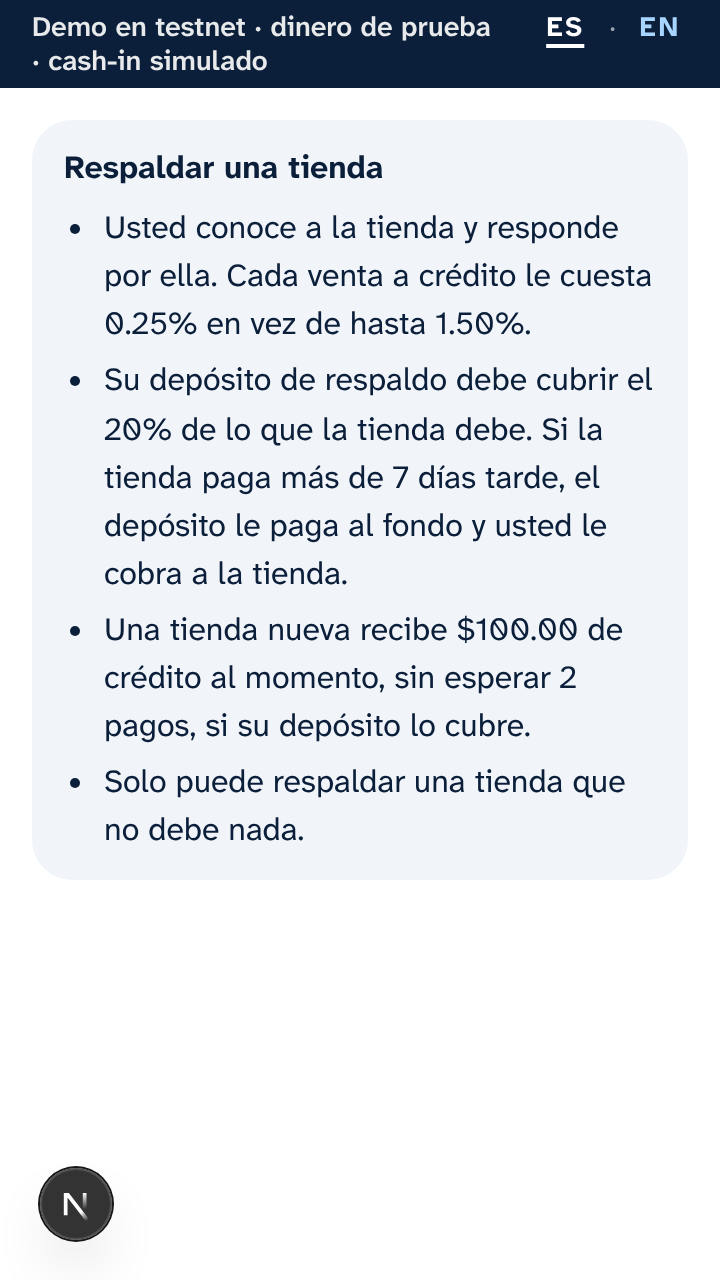 Demo en testnet · dinero de prueba
· cash-in simulado
ES · EN
Respaldar una tienda
• Usted conoce a la tienda y responde
por ella. Cada venta a crédito le cuesta
0.25% en vez de hasta 1.50%.
• Su depósito de respaldo debe cubrir el
20% de lo que la tienda debe. Si la
tienda paga más de 7 días tarde, el
depósito le paga al fondo y usted le
cobra a la tienda.
• Una tienda nueva recibe $100.00 de
crédito al momento, sin esperar 2
pagos, si su depósito lo cubre.
• Solo puede respaldar una tienda que
no debe nada.
N